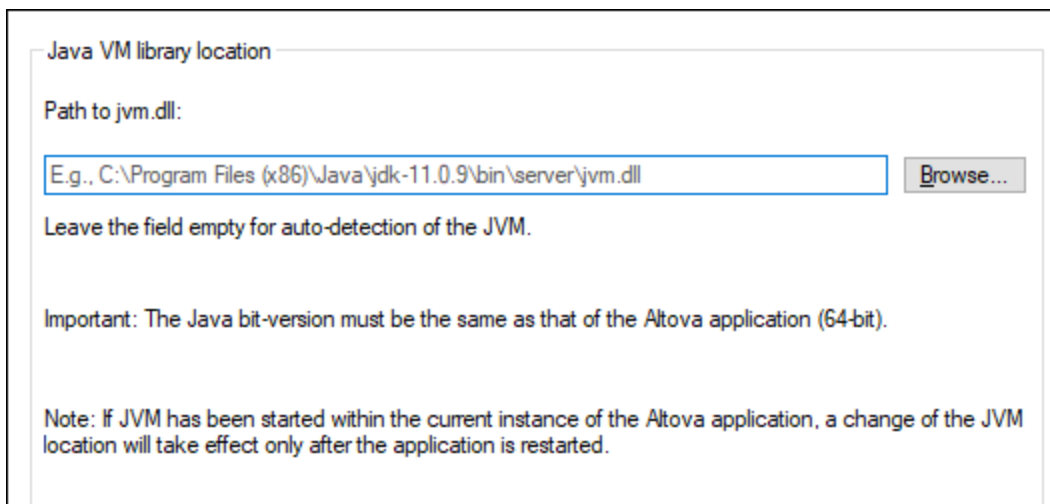 Java VM library location
Path to jvm.dll:
E.g., C:\Program Files (x86)\Java\jdk-11.0.9\bin\server\jvm.dll
Browse...
Leave the field empty for auto-detection of the JVM.
Important: The Java bit-version must be the same as that of the Altova application (64-bit).
Note: If JVM has been started within the current instance of the Altova application, a change of the JVM
location will take effect only after the application is restarted.